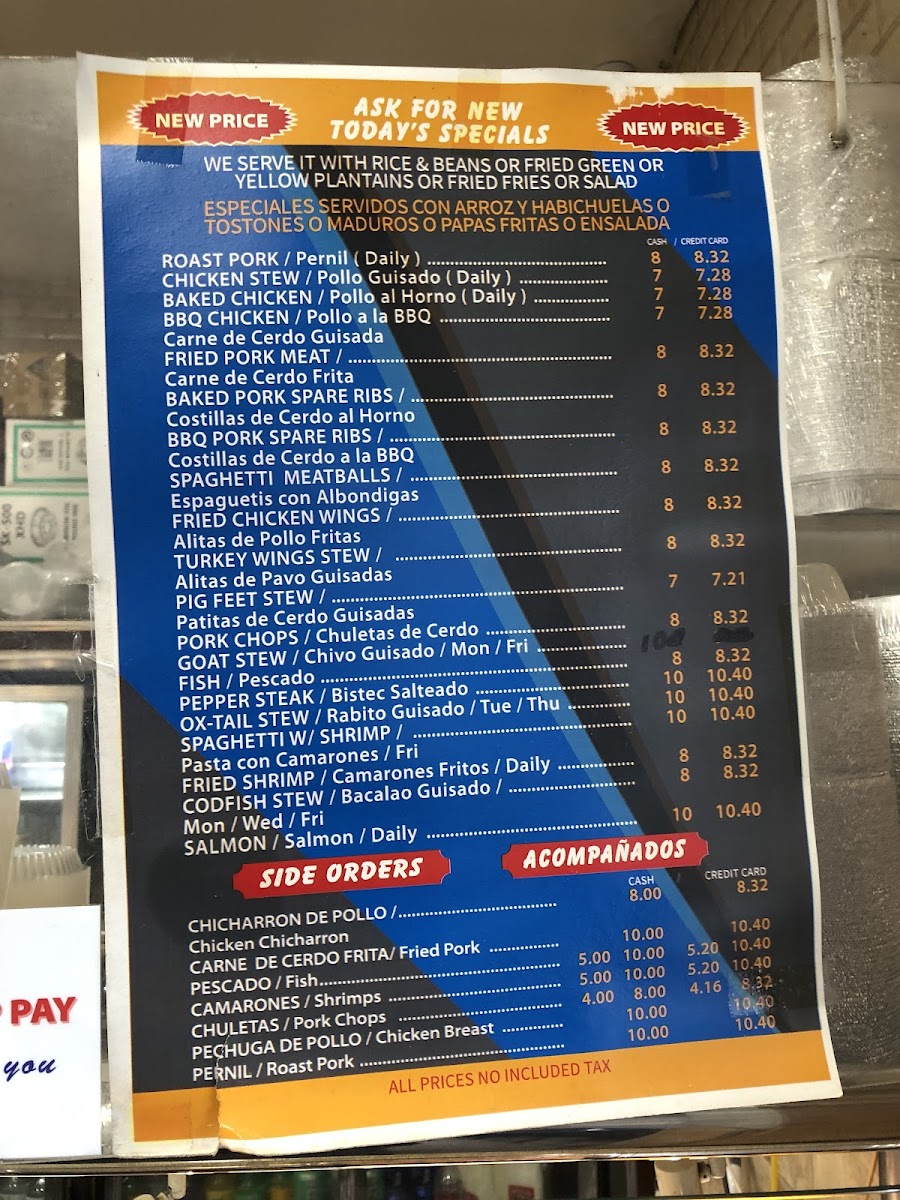 NEW PRICE
ASK FOR NEW
TODAY'S SPECIALS
NEW PRICE
WE SERVE IT WITH RICE & BEANS OR FRIED GREEN OR
YELLOW PLANTAINS OR FRIED FRIES OR SALAD
ESPECIALES SERVIDOS CON ARROZ Y HABICHUELAS O
TOSTONES O MADUROS O PAPAS FRITAS O ENSALADA
CASH / CREDIT CARD
ROAST PORK / Pernil ( Daily ) ........ 8 8.32
CHICKEN STEW / Pollo Guisado ( Daily ) ........ 7 7.28
BAKED CHICKEN / Pollo al Horno ( Daily ) ........ 7 7.28
BBQ CHICKEN / Pollo a la BBQ ........ 7 7.28
Carne de Cerdo Guisada
FRIED PORK MEAT / ........ 8 8.32
Carne de Cerdo Frita
BAKED PORK SPARE RIBS / ........ 8 8.32
Costillas de Cerdo al Horno
BBQ PORK SPARE RIBS / ........ 8 8.32
Costillas de Cerdo a la BBQ
SPAGHETTI MEATBALLS / ........ 8 8.32
Espaguetis con Albondigas
FRIED CHICKEN WINGS / ........ 8 8.32
Alitas de Pollo Fritas
TURKEY WINGS STEW / ........ 8 8.32
Alitas de Pavo Guisadas
PIG FEET STEW / ........ 7 7.21
Patitas de Cerdo Guisadas
PORK CHOPS / Chuletas de Cerdo ........ 8 8.32
GOAT STEW / Chivo Guisado / Mon / Fri ........
FISH / Pescado ........ 8 8.32
PEPPER STEAK / Bistec Salteado ........ 10 10.40
OX-TAIL STEW / Rabito Guisado / Tue / Thu ........ 10 10.40
SPAGHETTI W/ SHRIMP / ........ 10 10.40
Pasta con Camarones / Fri
FRIED SHRIMP / Camarones Fritos / Daily ........ 8 8.32
CODFISH STEW / Bacalao Guisado / ........ 8 8.32
Mon / Wed / Fri
SALMON / Salmon / Daily ........ 10 10.40
SIDE ORDERS
ACOMPAÑADOS
CASH / CREDIT CARD
CHICHARRON DE POLLO / ........ 8.00 8.32
Chicken Chicharron
CARNE DE CERDO FRITA/ Fried Pork ........ 10.00 10.40
PESCADO / Fish ........ 5.00 10.00 5.20 10.40
CAMARONES / Shrimps ........ 5.00 10.00 5.20 10.40
CHULETAS / Pork Chops ........ 4.00 8.00 4.16 8.32
PECHUGA DE POLLO / Chicken Breast ........ 10.00 10.40
PERNIL / Roast Pork ........ 10.00 10.40
ALL PRICES NO INCLUDED TAX
PAY
you
SK-500